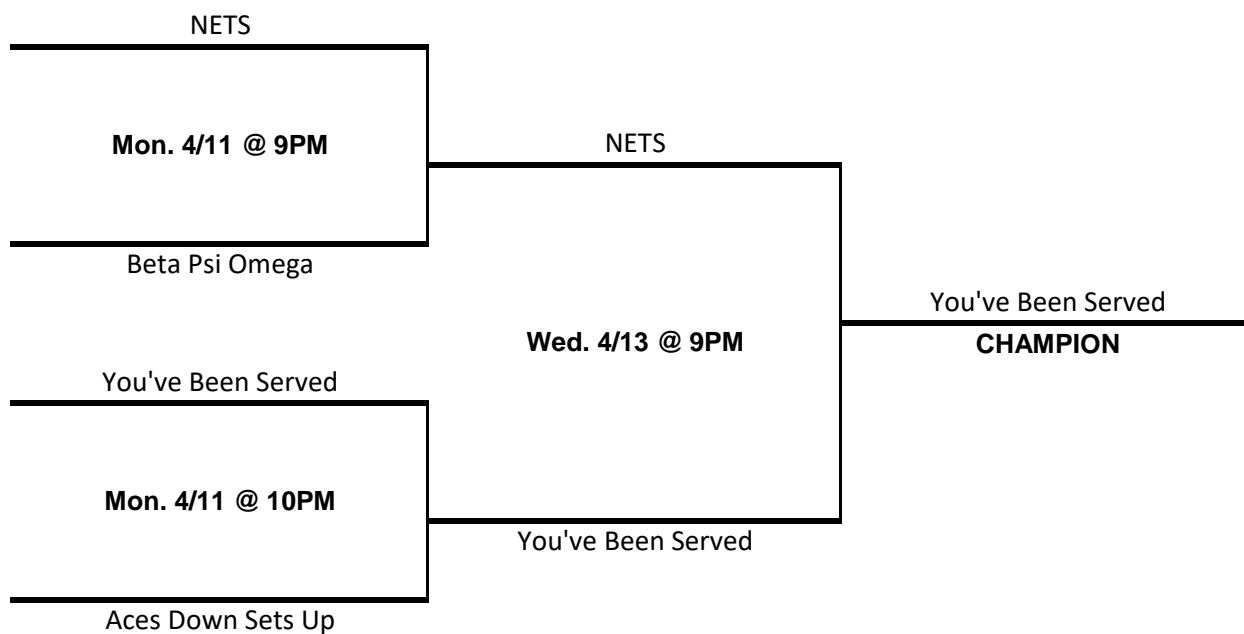 NETS
Mon. 4/11 @ 9PM
NETS
Beta Psi Omega
You've Been Served
Wed. 4/13 @ 9PM
CHAMPION
You've Been Served
Mon. 4/11 @ 10PM
You've Been Served
Aces Down Sets Up